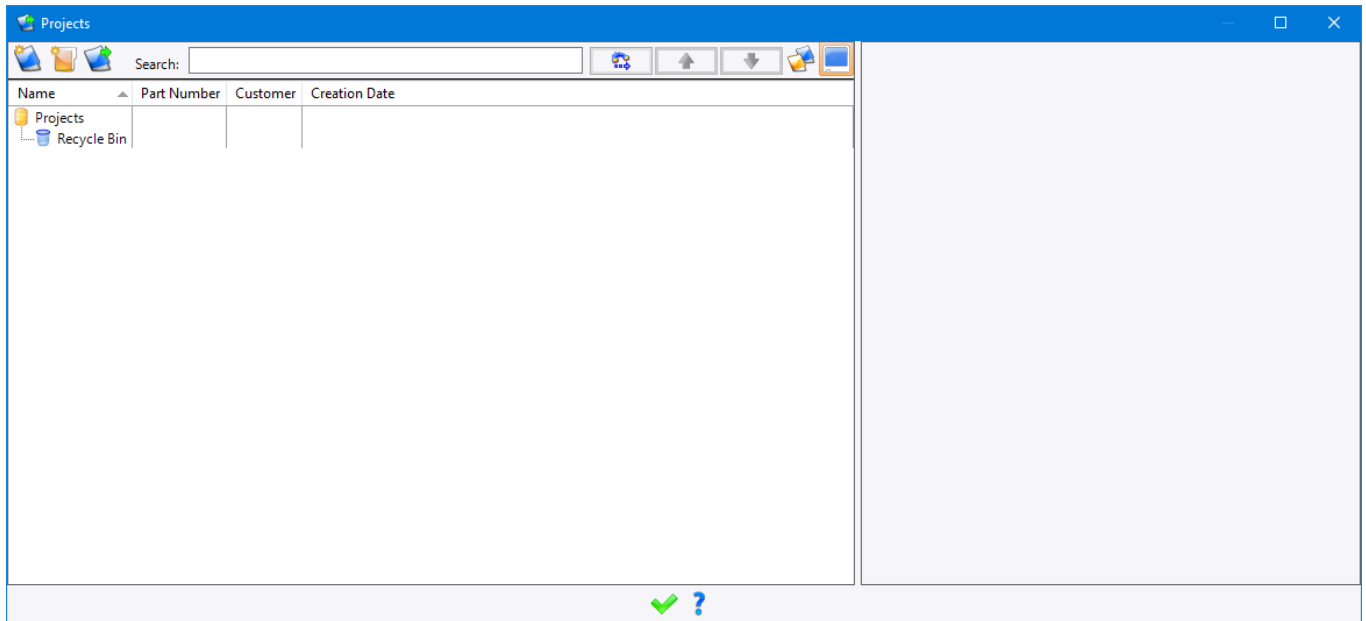 Projects
Search:
Name Part Number Customer Creation Date
Projects
Recycle Bin